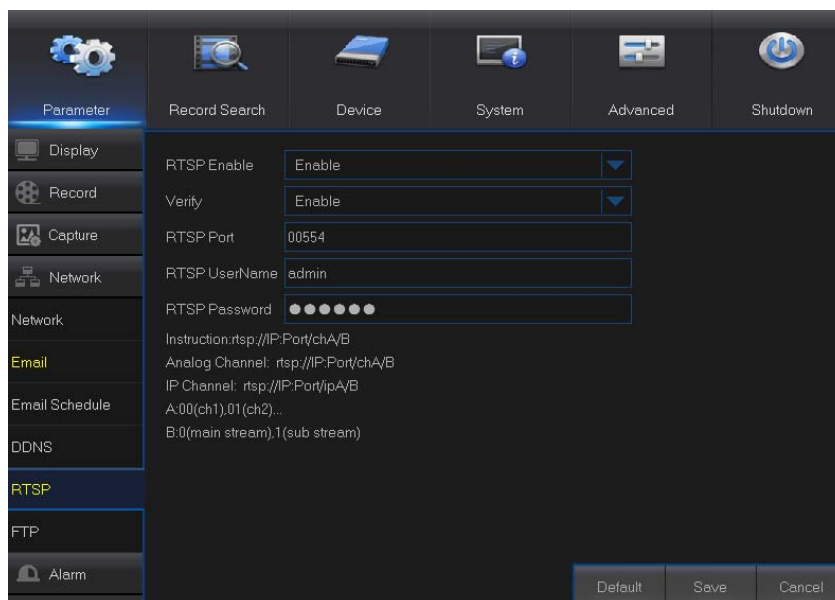 Parameter Record Search Device System Advanced Shutdown
Display
Record
Capture
Network
Network
Email
Email Schedule
DDNS
RTSP
FTP
Alarm
RTSP Enable Enable
Verify Enable
RTSP Port 00554
RTSP UserName admin
RTSP Password ●●●●●●
Instruction:rtsp://IP:Port/chA/B
Analog Channel: rtsp://IP:Port/chA/B
IP Channel: rtsp://IP:Port/ipA/B
A:00(ch1),01(ch2)...
B:0(main stream),1(sub stream)
Default Save Cancel